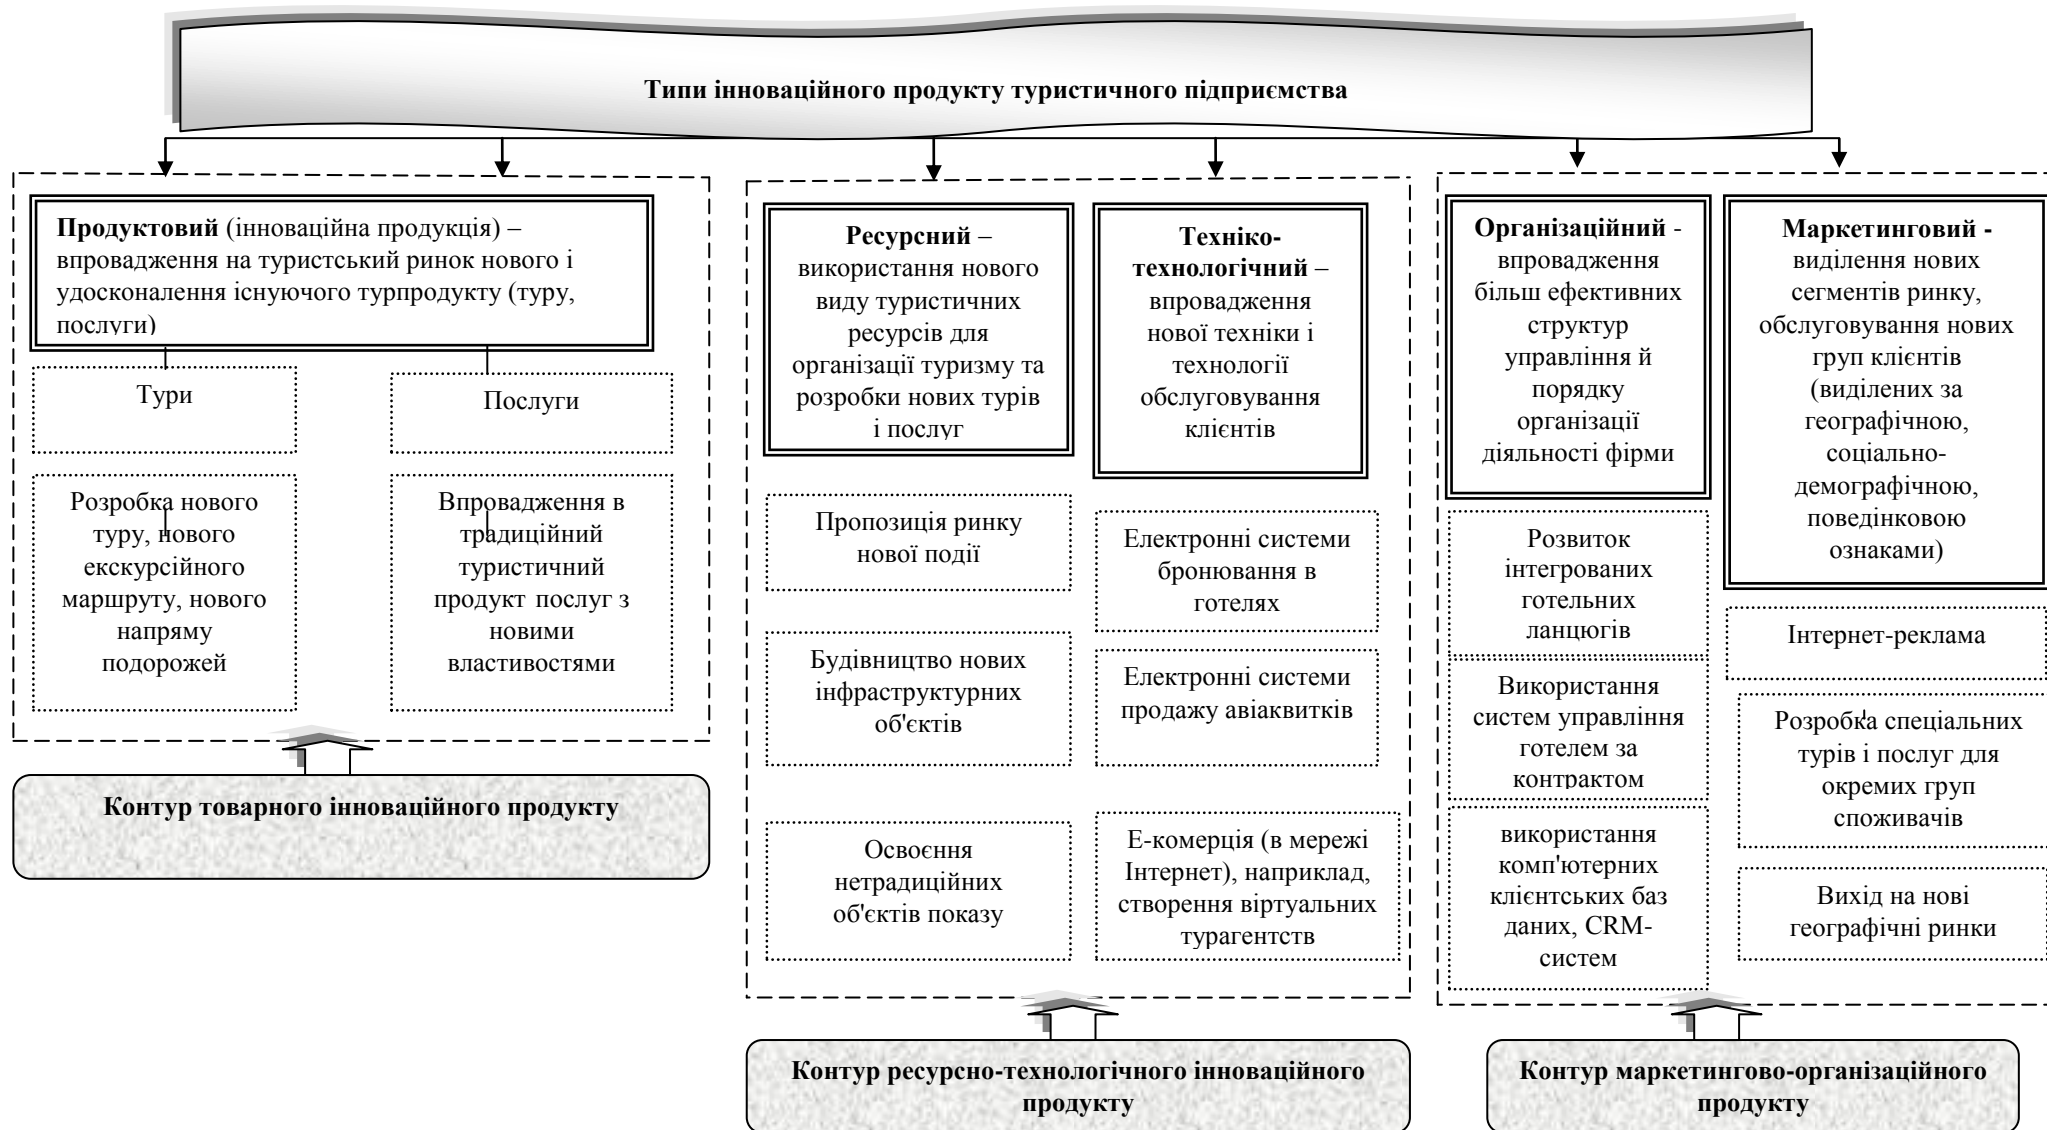 Типи інноваційного продукту туристичного підприємства
Продуктовий (інноваційна продукція) –
впровадження на туристський ринок нового і
удосконалення існуючого турпродукту (туру,
послуги)
Тури
Послуги
Розробка нового
туру, нового
екскурсійного
маршруту, нового
напряму
подорожей
Впровадження в
традиційний
туристичний
продукт послуг з
новими
властивостями
Контур товарного інноваційного продукту
Ресурсний –
використання нового
виду туристичних
ресурсів для
організації туризму та
розробки нових турів
і послуг
Пропозиція ринку
нової події
Будівництво нових
інфраструктурних
об'єктів
Освоєння
нетрадиційних
об'єктів показу
Техніко-
технологічний –
впровадження
нової техніки і
технології
обслуговування
клієнтів
Електронні системи
бронювання в
готелях
Електронні системи
продажу авіаквитків
Е-комерція (в мережі
Інтернет), наприклад,
створення віртуальних
турагентств
Контур ресурсно-технологічного інноваційного
продукту
Організаційний -
впровадження
більш ефективних
структур
управління й
порядку
організації
діяльності фірми
Розвиток
інтегрованих
готельних
ланцюгів
Використання
систем управління
готелем за
контрактом
використання
комп'ютерних
клієнтських баз
даних, CRM-
систем
Маркетинговий -
виділення нових
сегментів ринку,
обслуговування нових
груп клієнтів
(виділених за
географічною,
соціально-
демографічною,
поведінковою
ознаками)
Інтернет-реклама
Розробка спеціальних
турів і послуг для
окремих груп
споживачів
Вихід на нові
географічні ринки
Контур маркетингово-організаційного
продукту